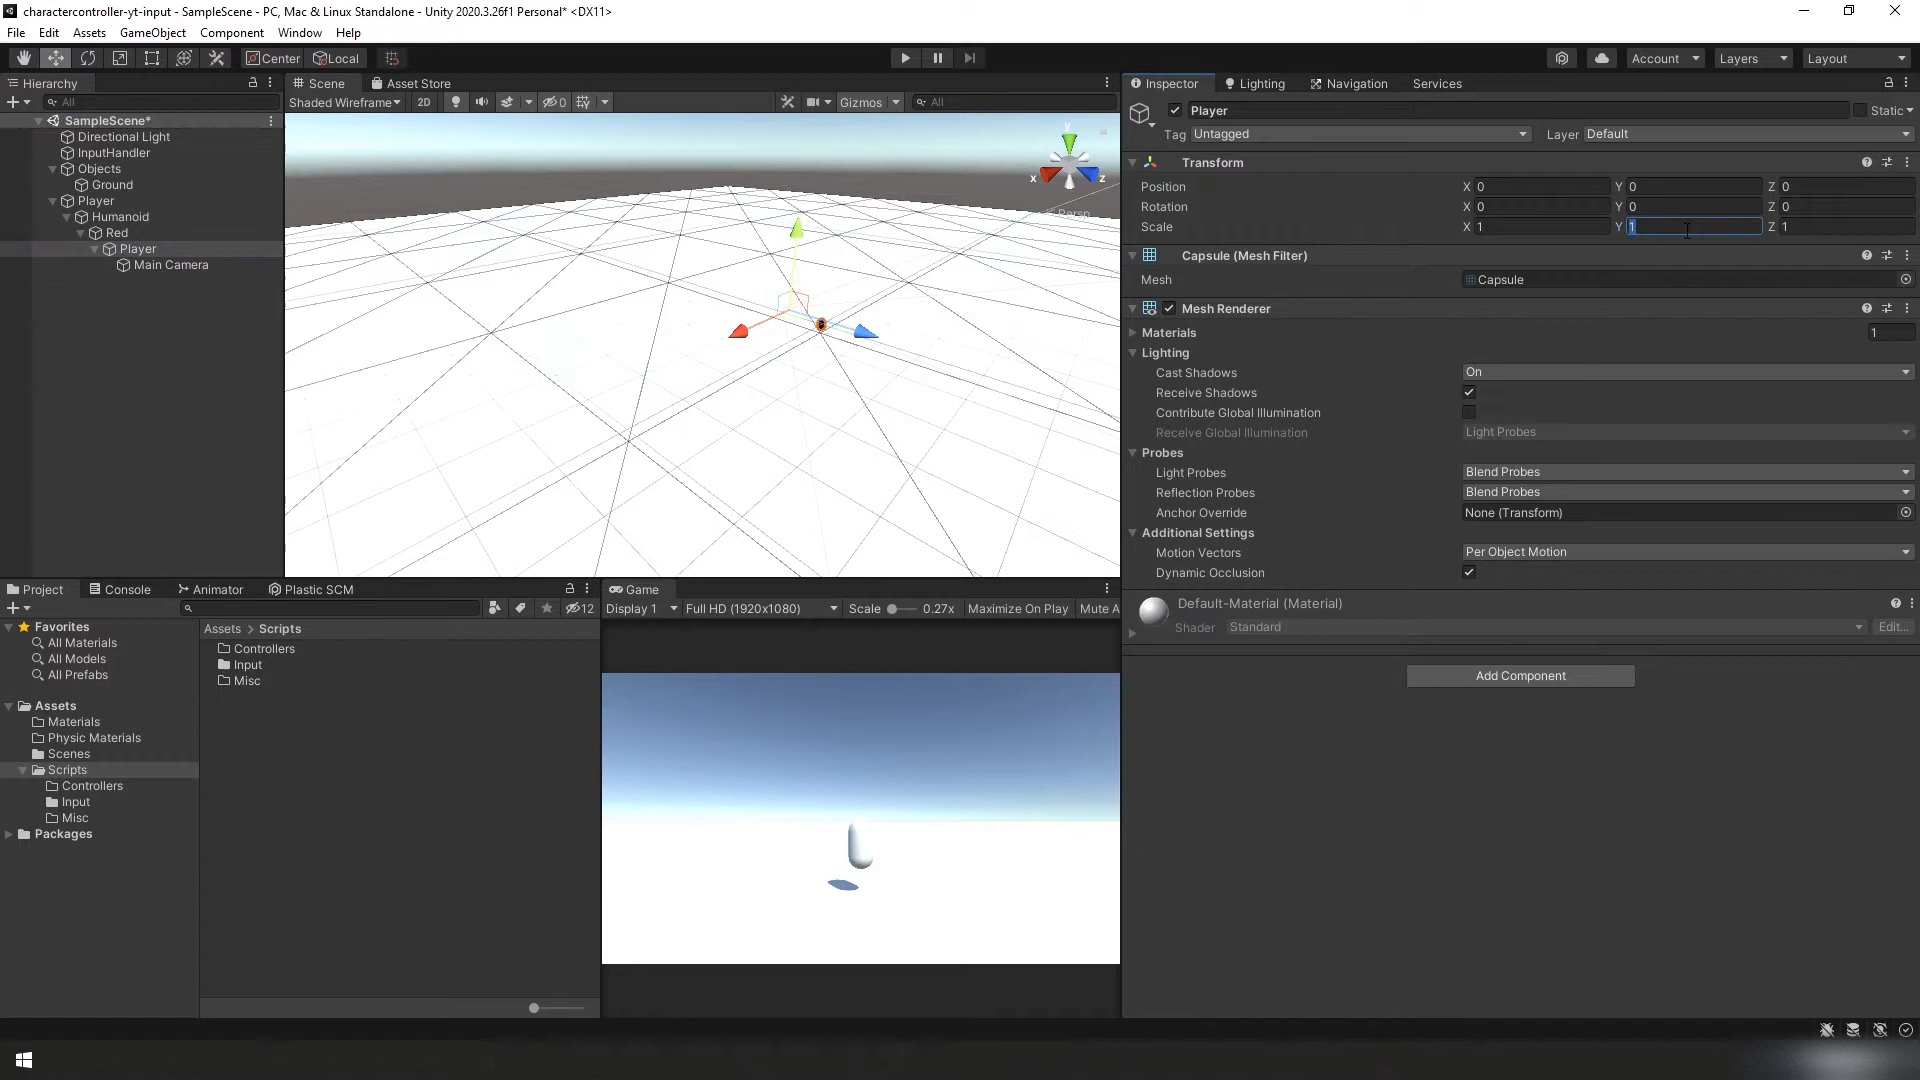 charactercontroller-yt-input - SampleScene - PC, Mac & Linux Standalone - Unity 2020.3.26f1 Personal* <DX11>
File Edit Assets GameObject Component Window Help
Center Local Account Layers Layout
Hierarchy
All
SampleScene*
Directional Light
InputHandler
Objects
Ground
Player
Humanoid
Red
Player
Main Camera
Scene Asset Store
Shaded Wireframe 2D 0 Gizmos All
y
x z
Persp
Inspector Lighting Navigation Services
Player Static
Tag Untagged Layer Default
Transform
Position X 0 Y 0 Z 0
Rotation X 0 Y 0 Z 0
Scale X 1 Y 1 Z 1
Capsule (Mesh Filter)
Mesh Capsule
Mesh Renderer
Materials 1
Lighting
Cast Shadows On
Receive Shadows
Contribute Global Illumination
Receive Global Illumination Light Probes
Probes
Light Probes Blend Probes
Reflection Probes Blend Probes
Anchor Override None (Transform)
Additional Settings
Motion Vectors Per Object Motion
Dynamic Occlusion
Default-Material (Material)
Shader Standard Edit...
Add Component
Project Console Animator Plastic SCM
12
Favorites
All Materials
All Models
All Prefabs
Assets
Materials
Physic Materials
Scenes
Scripts
Controllers
Input
Misc
Packages
Assets > Scripts
Controllers
Input
Misc
Game
Display 1 Full HD (1920x1080) Scale 0.27x Maximize On Play Mute A